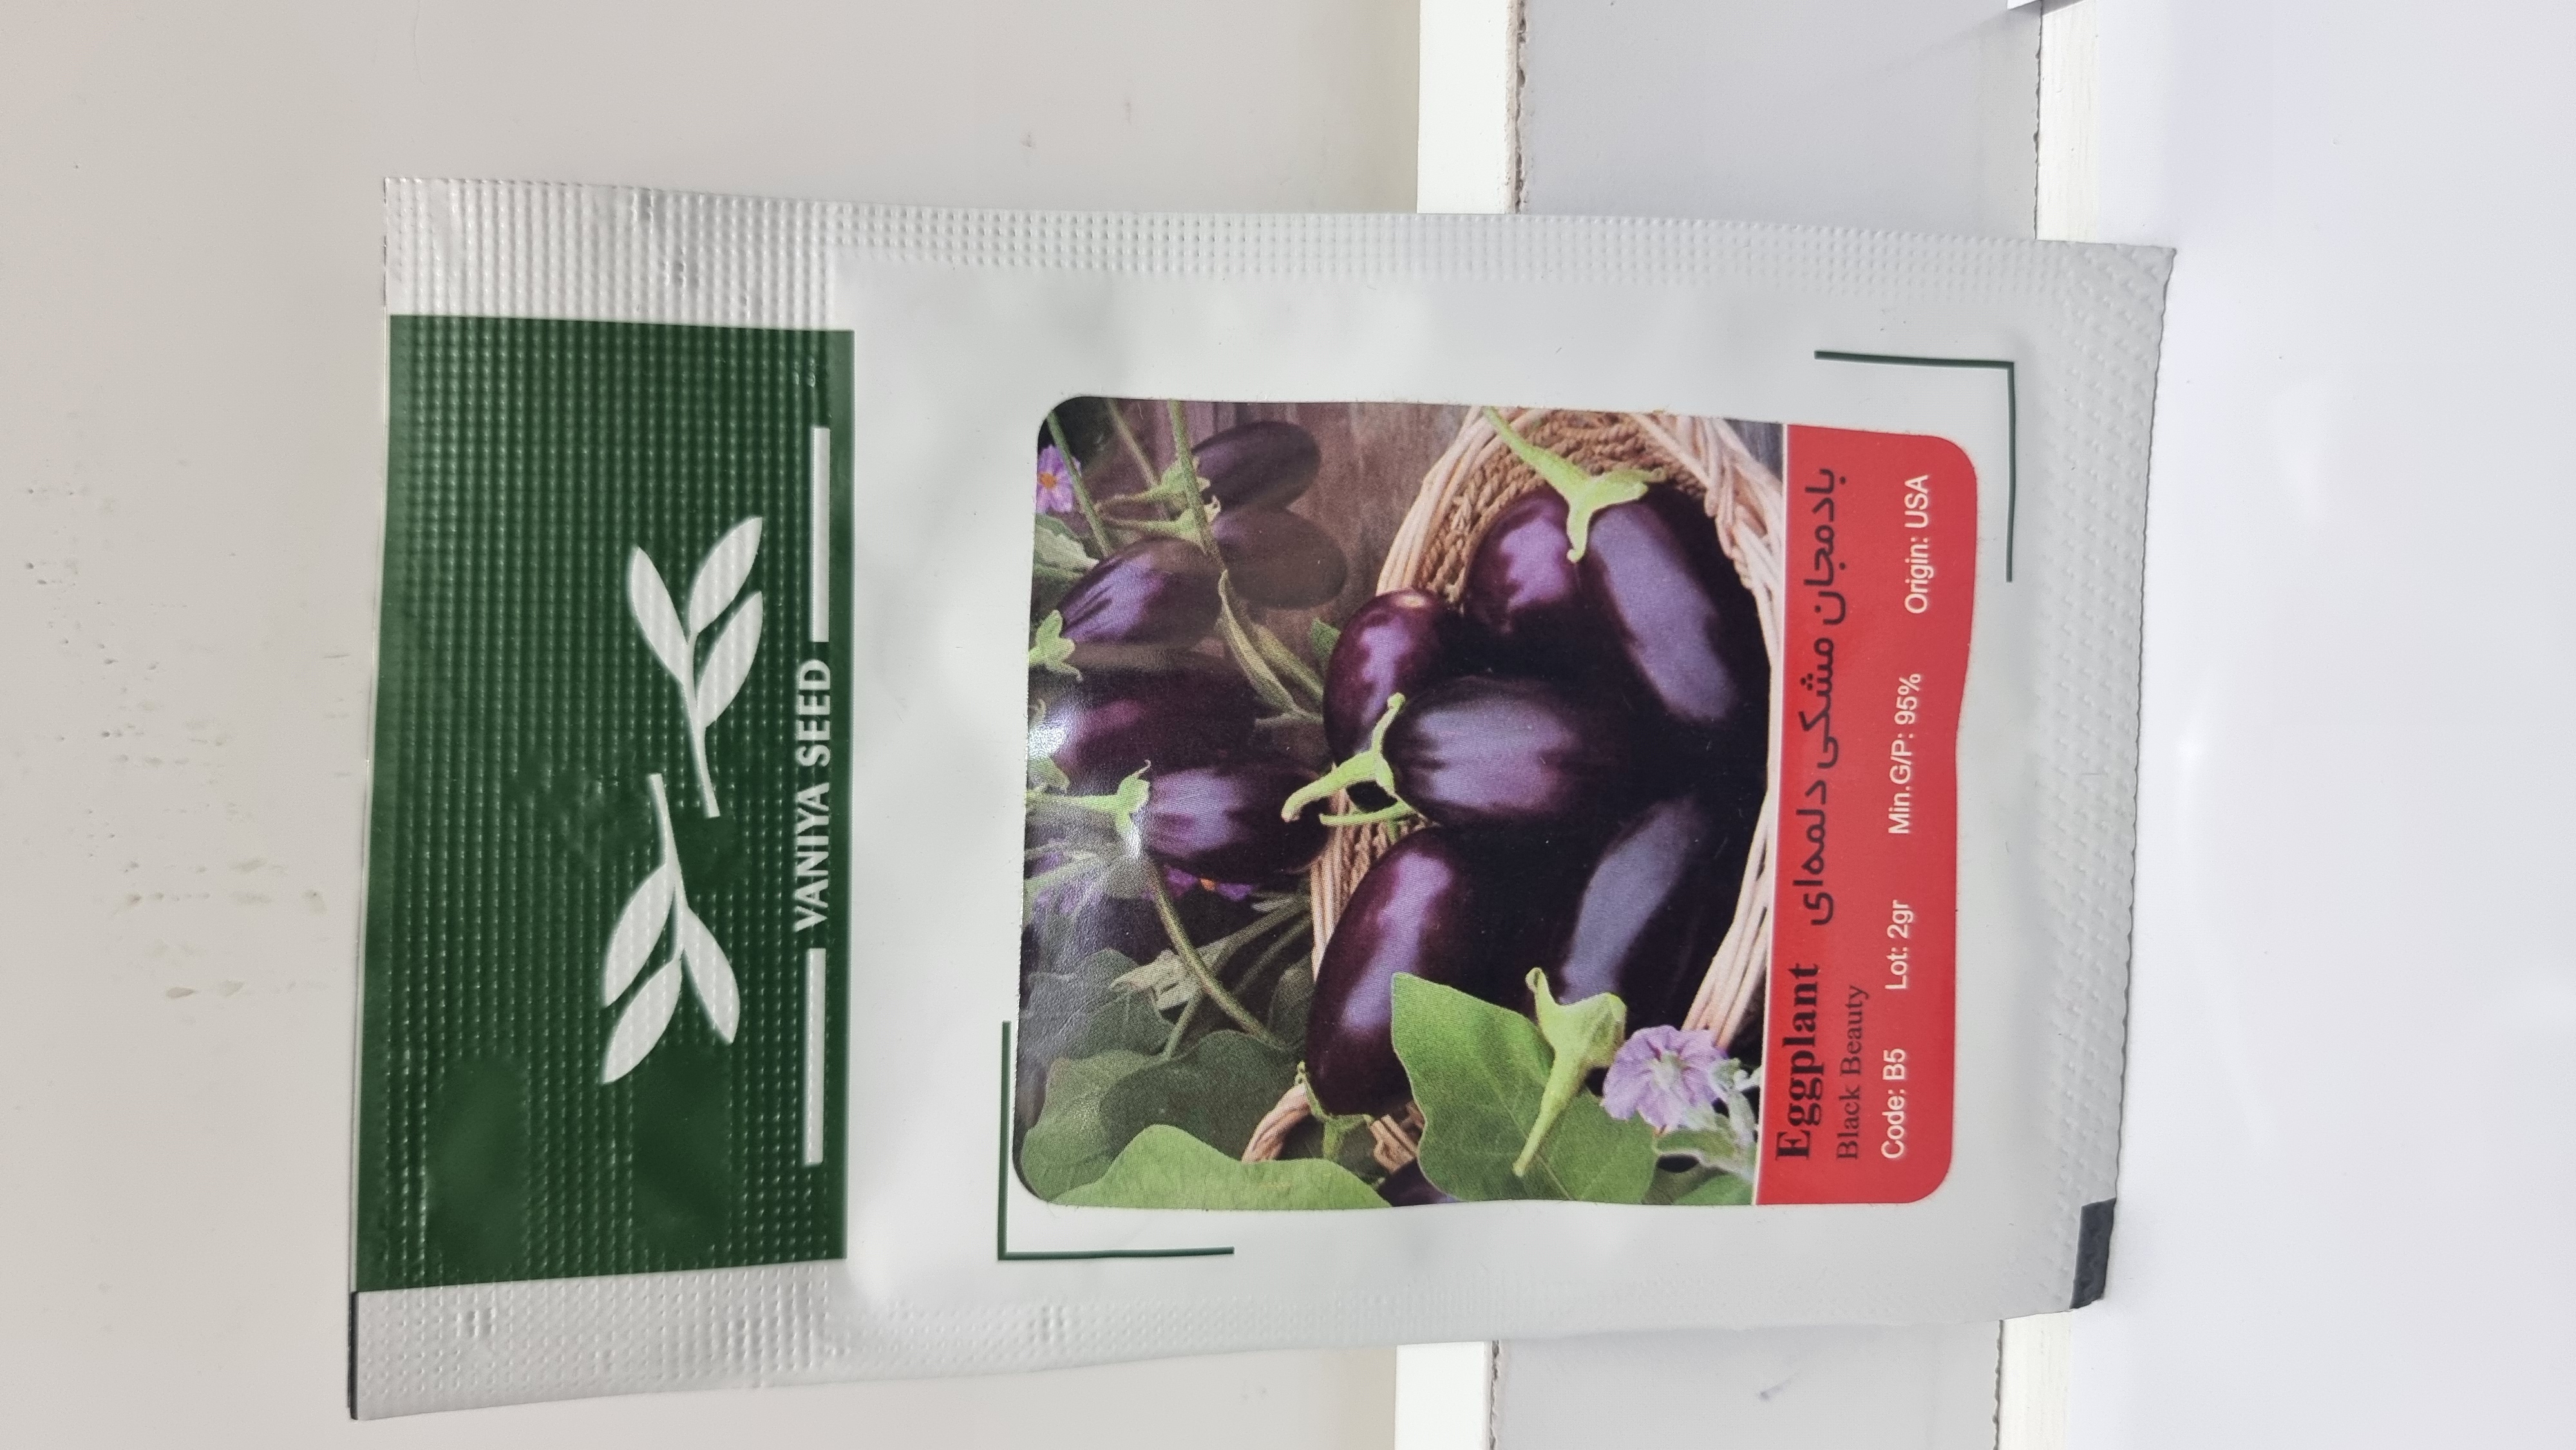 VANIYA SEED
Eggplant بادمجان مشکی دلمه‌ای
Black Beauty
Code: B5 Lot: 2gr Min.G/P: 95% Origin: USA